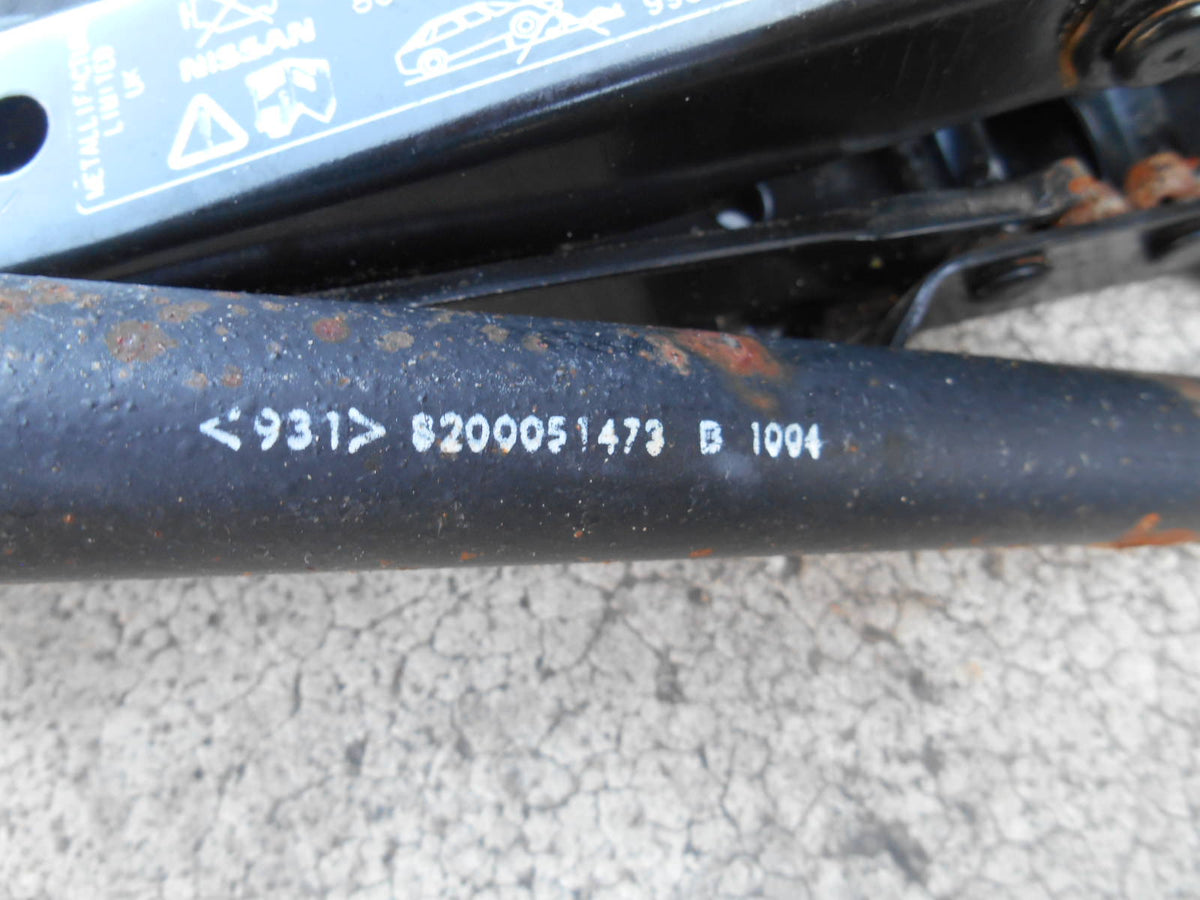 NISSAN
METALLIFACTURE
LIMITED
UK
<931> 8200051473 B 1004